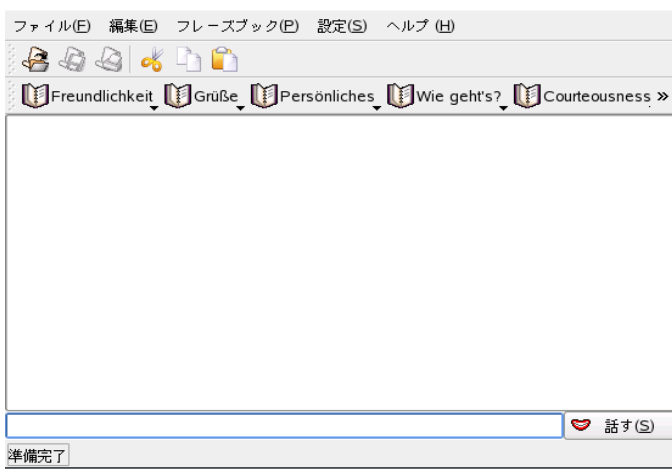 ファイル(F) 編集(E) フレーズブック(P) 設定(S) ヘルプ (H)
Freundlichkeit Grüße Persönliches Wie geht's? Courteousness »
話す(S)
準備完了